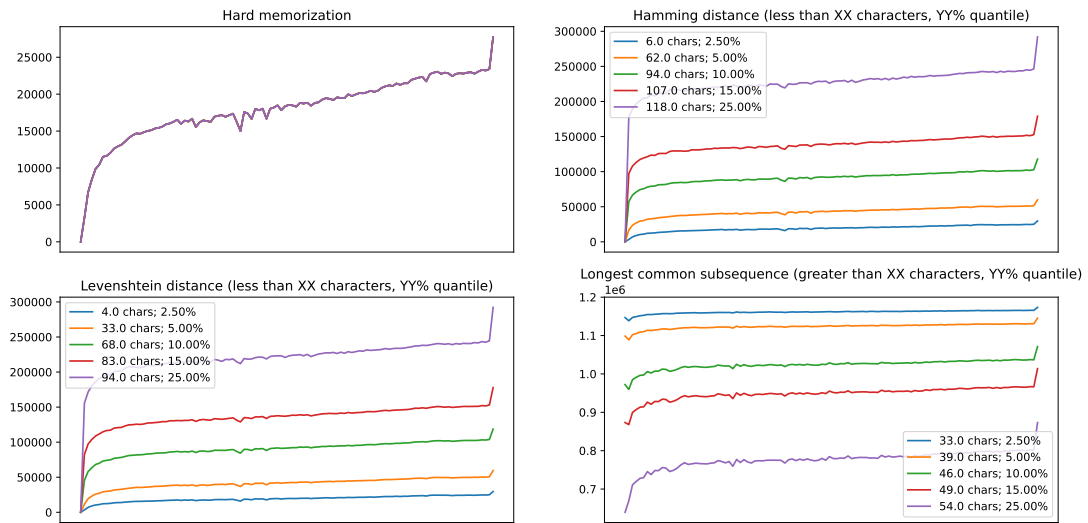 Hard memorization
25000
20000
15000
10000
5000
0
Hamming distance (less than XX characters, YY% quantile)
300000
250000
200000
150000
100000
50000
0
6.0 chars; 2.50%
62.0 chars; 5.00%
94.0 chars; 10.00%
107.0 chars; 15.00%
118.0 chars; 25.00%
Levenshtein distance (less than XX characters, YY% quantile)
300000
250000
200000
150000
100000
50000
0
4.0 chars; 2.50%
33.0 chars; 5.00%
68.0 chars; 10.00%
83.0 chars; 15.00%
94.0 chars; 25.00%
Longest common subsequence (greater than XX characters, YY% quantile)
1e6
1.2
1.1
1.0
0.9
0.8
0.7
33.0 chars; 2.50%
39.0 chars; 5.00%
46.0 chars; 10.00%
49.0 chars; 15.00%
54.0 chars; 25.00%